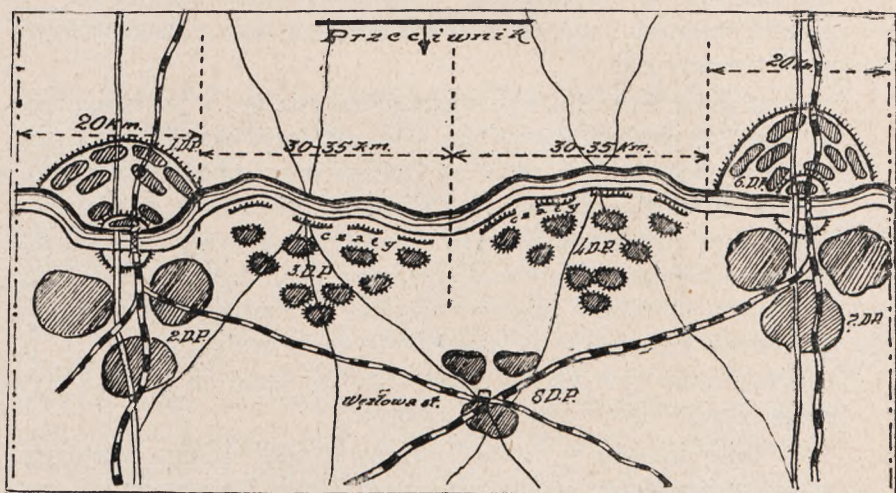 Przeciwnik
20 km.
20 km.
1.D.P.
30-35 km.
30-35 km.
6.D.P.
czaty
czaty
3.D.P.
4.D.P.
2.D.P.
7.D.P.
Węzłowa st.
8.D.P.